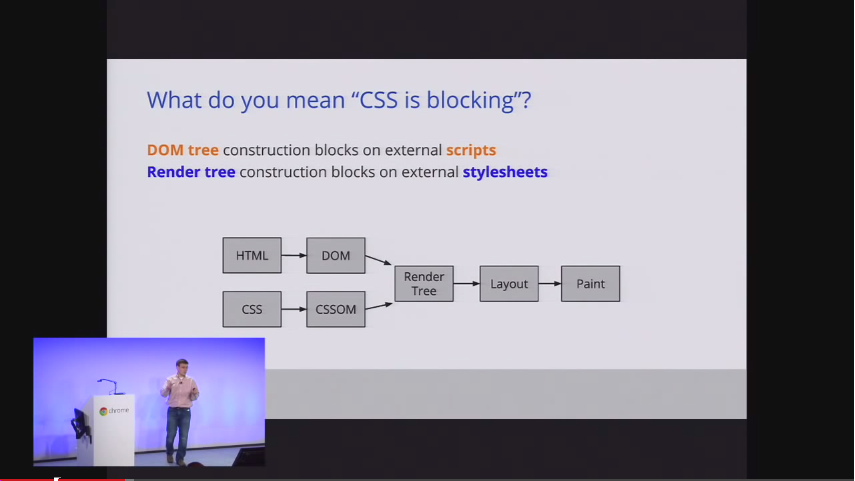 What do you mean “CSS is blocking”?
DOM tree construction blocks on external scripts
Render tree construction blocks on external stylesheets
HTML
DOM
Render
Tree
Layout
Paint
CSS
CSSOM
chrome